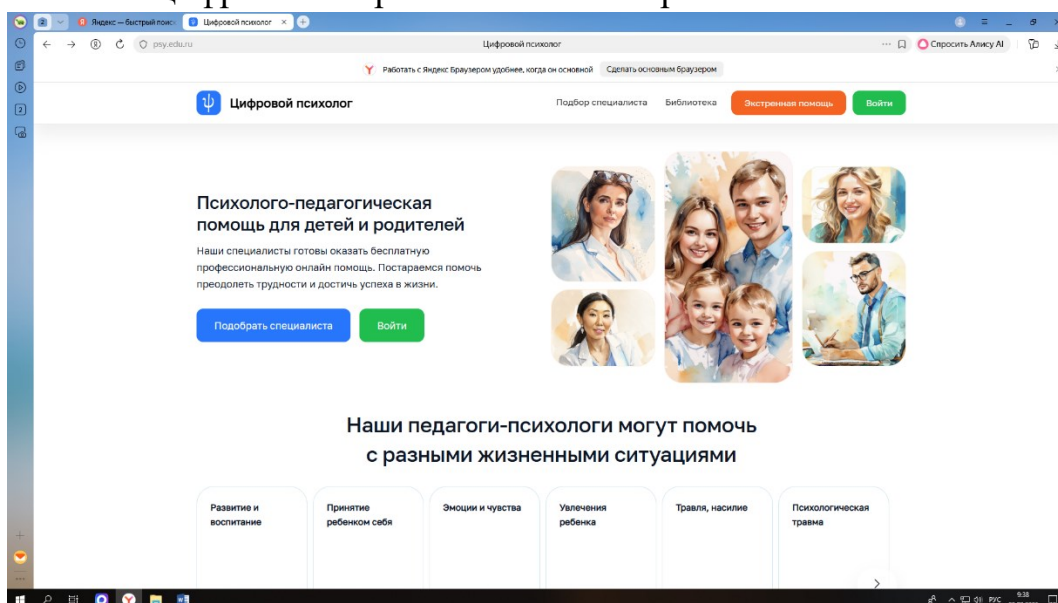 Яндекс — быстрый поиск
Цифровой психолог
psy.edu.ru
Цифровой психолог
Спросить Алису AI
Работать с Яндекс Браузером удобнее, когда он основной
Сделать основным браузером
Цифровой психолог
Подбор специалиста
Библиотека
Экстренная помощь
Войти
Психолого-педагогическая
помощь для детей и родителей
Наши специалисты готовы оказать бесплатную
профессиональную онлайн помощь. Постараемся помочь
преодолеть трудности и достичь успеха в жизни.
Подобрать специалиста
Войти
Наши педагоги-психологи могут помочь
с разными жизненными ситуациями
Развитие и
воспитание
Принятие
ребенком себя
Эмоции и чувства
Увлечения
ребенка
Травля, насилие
Психологическая
травма
РУС
9:38